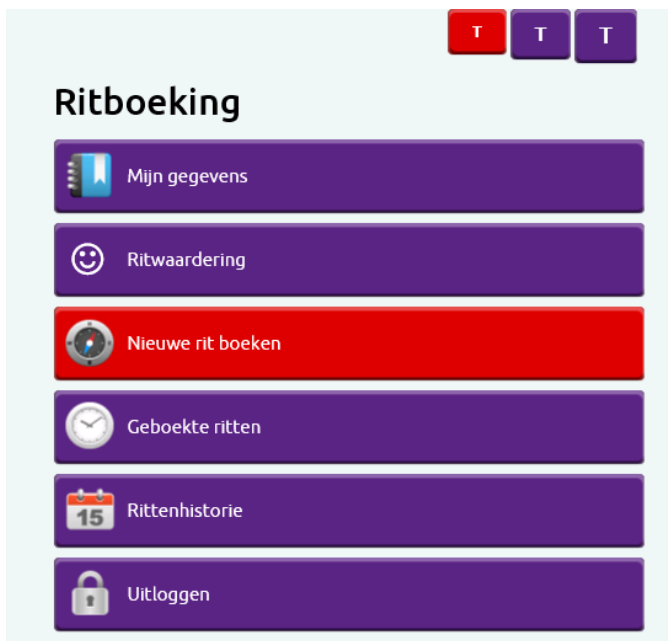 T T T
Ritboeking
Mijn gegevens
Ritwaardering
Nieuwe rit boeken
Geboekte ritten
15
Rittenhistorie
Uitloggen